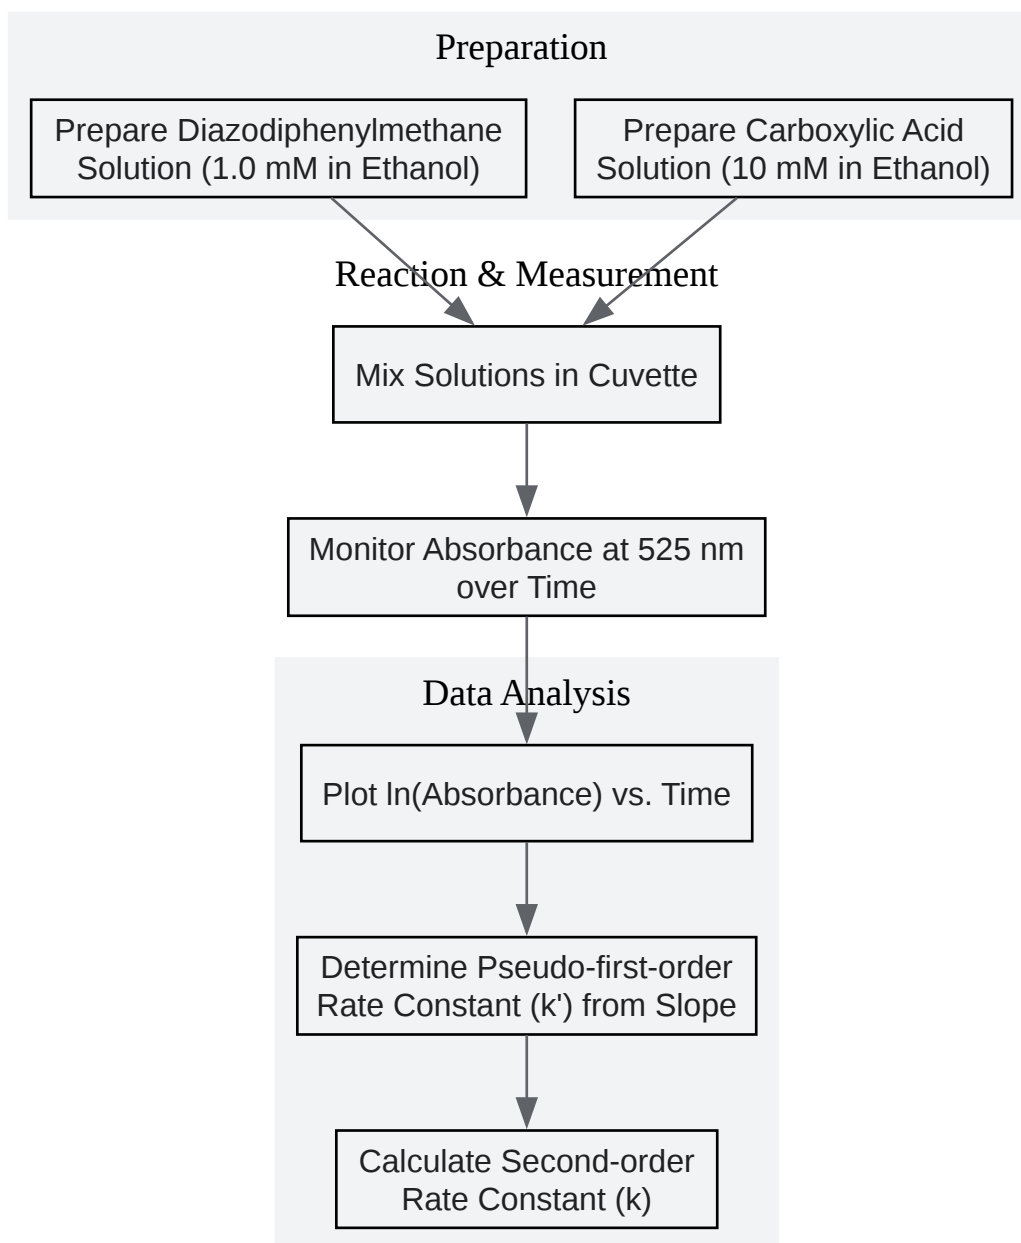 Preparation
Prepare Diazodiphenylmethane
Solution (1.0 mM in Ethanol)
Prepare Carboxylic Acid
Solution (10 mM in Ethanol)
Reaction & Measurement
Mix Solutions in Cuvette
Monitor Absorbance at 525 nm
over Time
Data Analysis
Plot ln(Absorbance) vs. Time
Determine Pseudo-first-order
Rate Constant (k') from Slope
Calculate Second-order
Rate Constant (k)